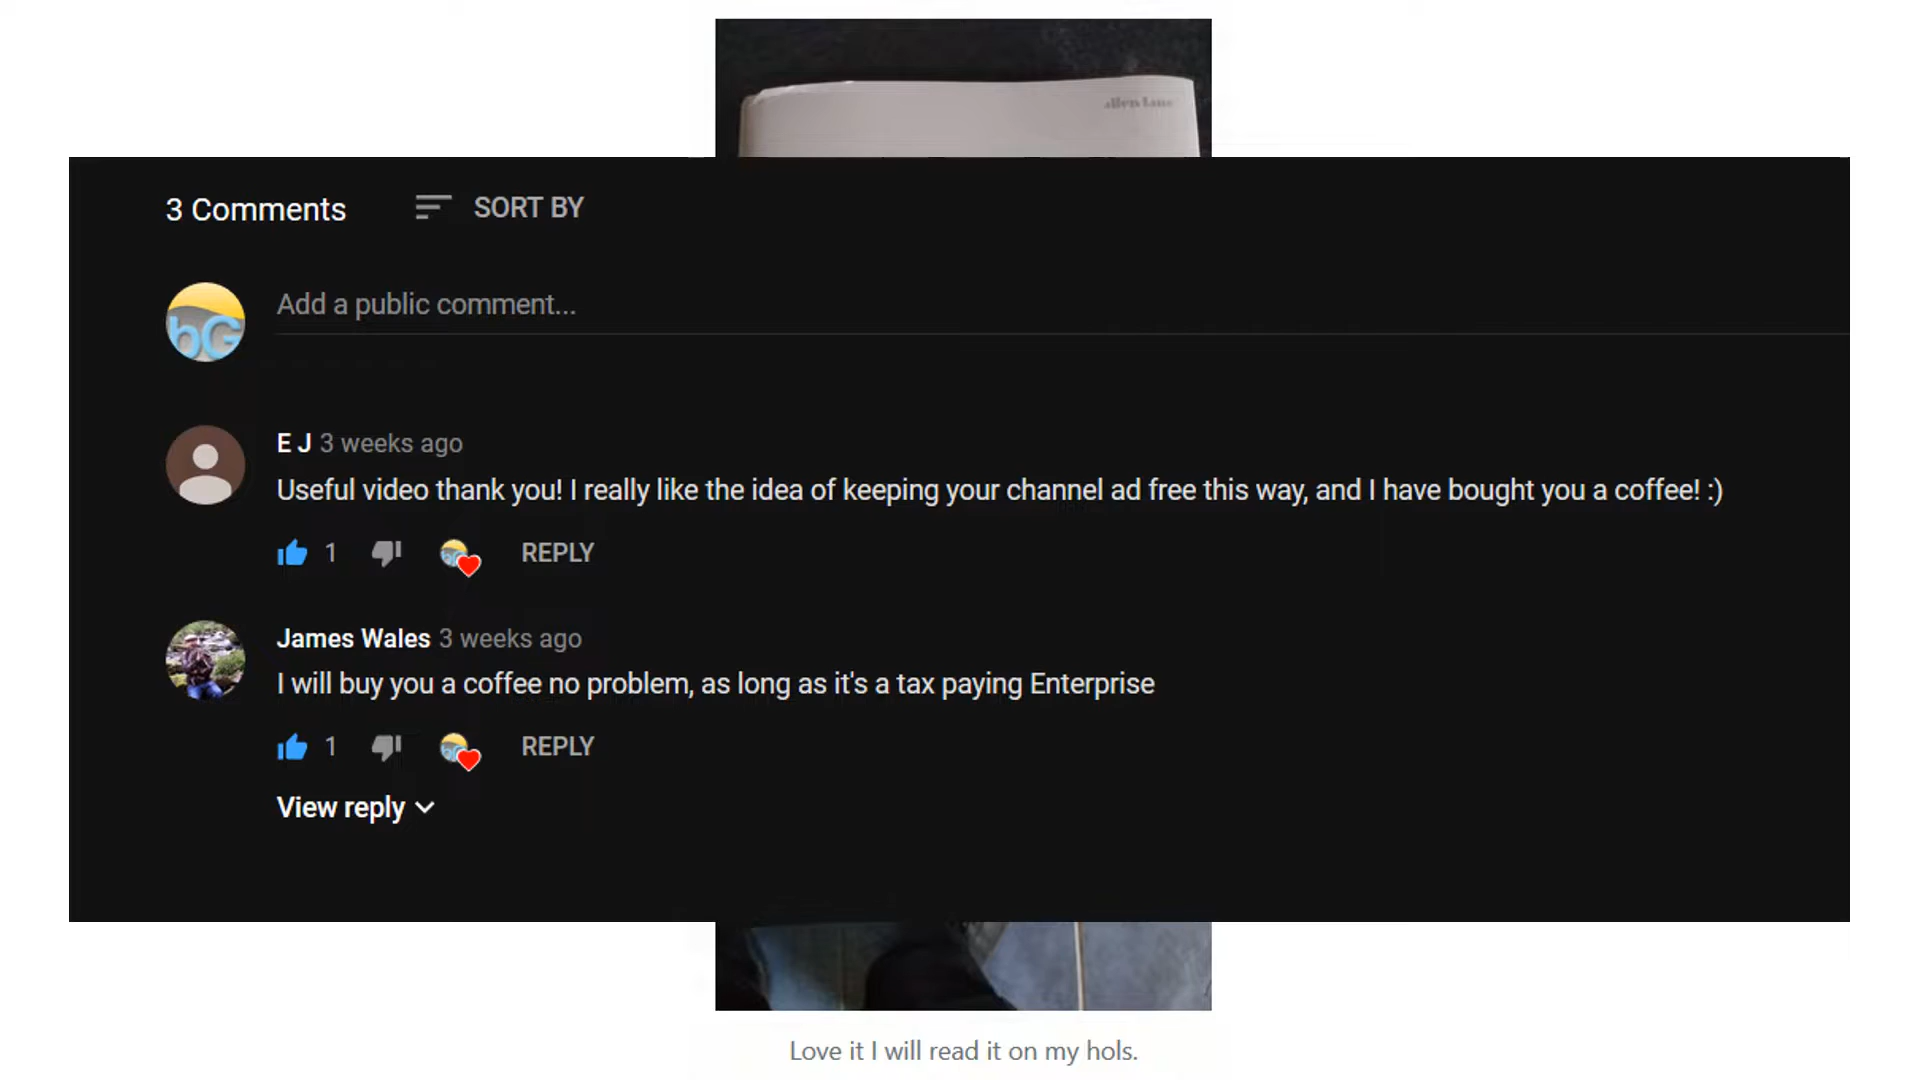 allen lane
3 Comments
SORT BY
bG
Add a public comment...
E J 3 weeks ago
Useful video thank you! I really like the idea of keeping your channel ad free this way, and I have bought you a coffee! :)
1
REPLY
James Wales 3 weeks ago
I will buy you a coffee no problem, as long as it's a tax paying Enterprise
1
REPLY
View reply
Love it I will read it on my hols.